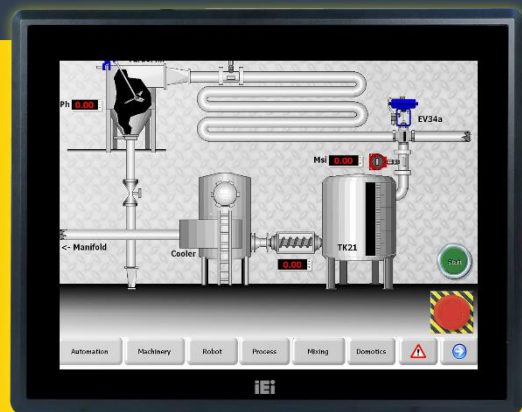 Ph 0.00
EV34a
Msi 0.00
<- Manifold
Cooler
0.00
TK21
Start
Automation Machinery Robot Process Mixing Domotics
iEi